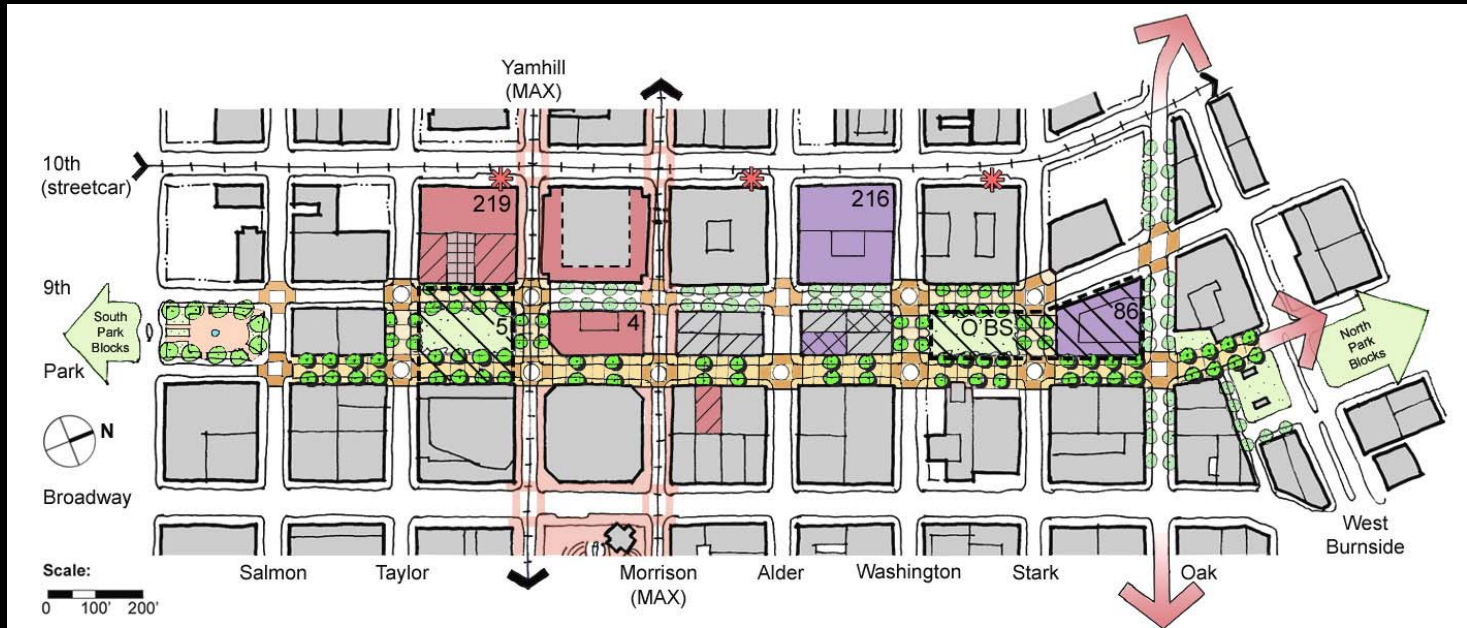 Yamhill
(MAX)
10th
(streetcar)
219
216
9th
South
Park
Blocks
5
4
O'BS
86
North
Park
Blocks
Park
N
Broadway
West
Burnside
Scale:
0 100' 200'
Salmon
Taylor
Morrison
(MAX)
Alder
Washington
Stark
Oak